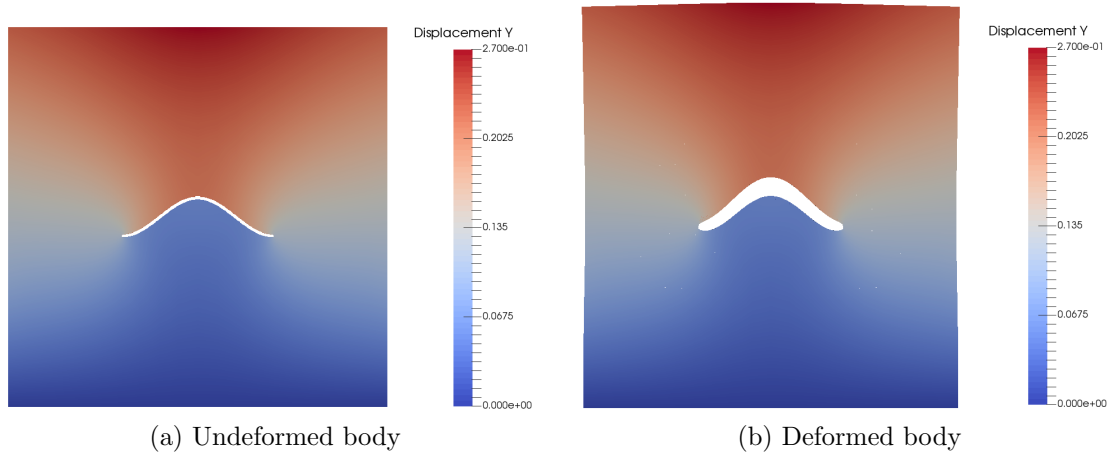 Displacement Y
2.700e-01
0.2025
0.135
0.0675
0.000e+00
(a) Undeformed body
Displacement Y
2.700e-01
0.2025
0.135
0.0675
0.000e+00
(b) Deformed body